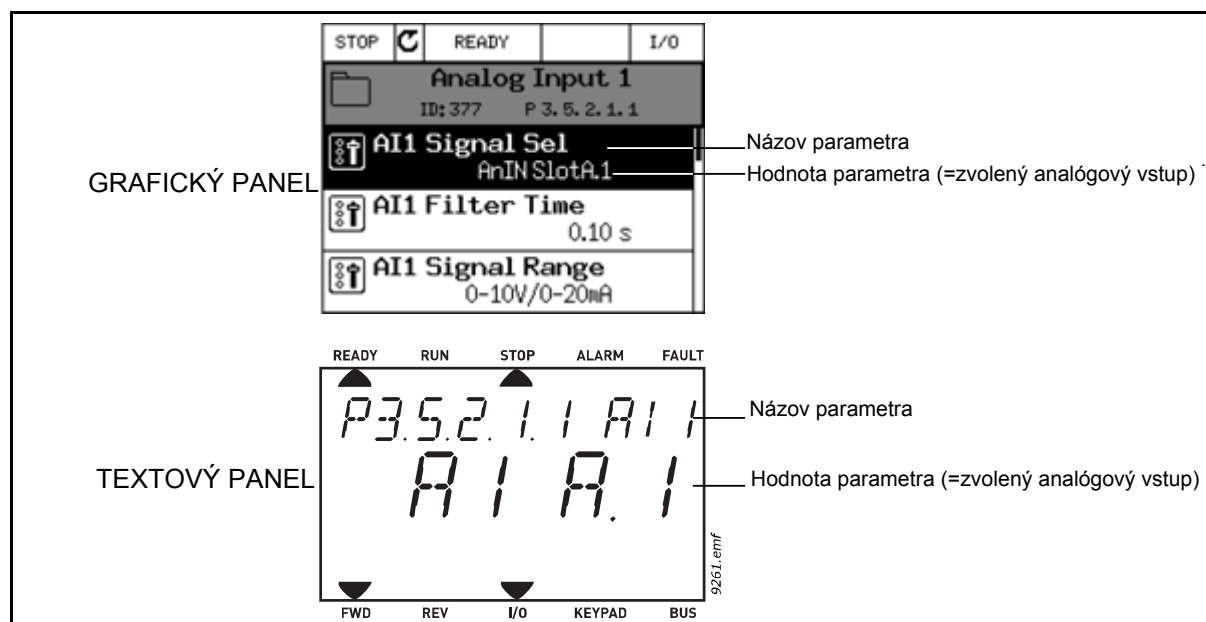 STOP READY I/O
Analog Input 1
ID:377 P 3.5.2.1.1
AI1 Signal Sel
AnIN SlotA.1
AI1 Filter Time
0.10 s
AI1 Signal Range
0-10V/0-20mA
GRAFICKÝ PANEL
Názov parametra
Hodnota parametra (=zvolený analógový vstup)
READY RUN STOP ALARM FAULT
P3.5.2.1.1 AI1
AI A.1
FWD REV I/O KEYPAD BUS
TEXTOVÝ PANEL
Názov parametra
Hodnota parametra (=zvolený analógový vstup)
9261.emf